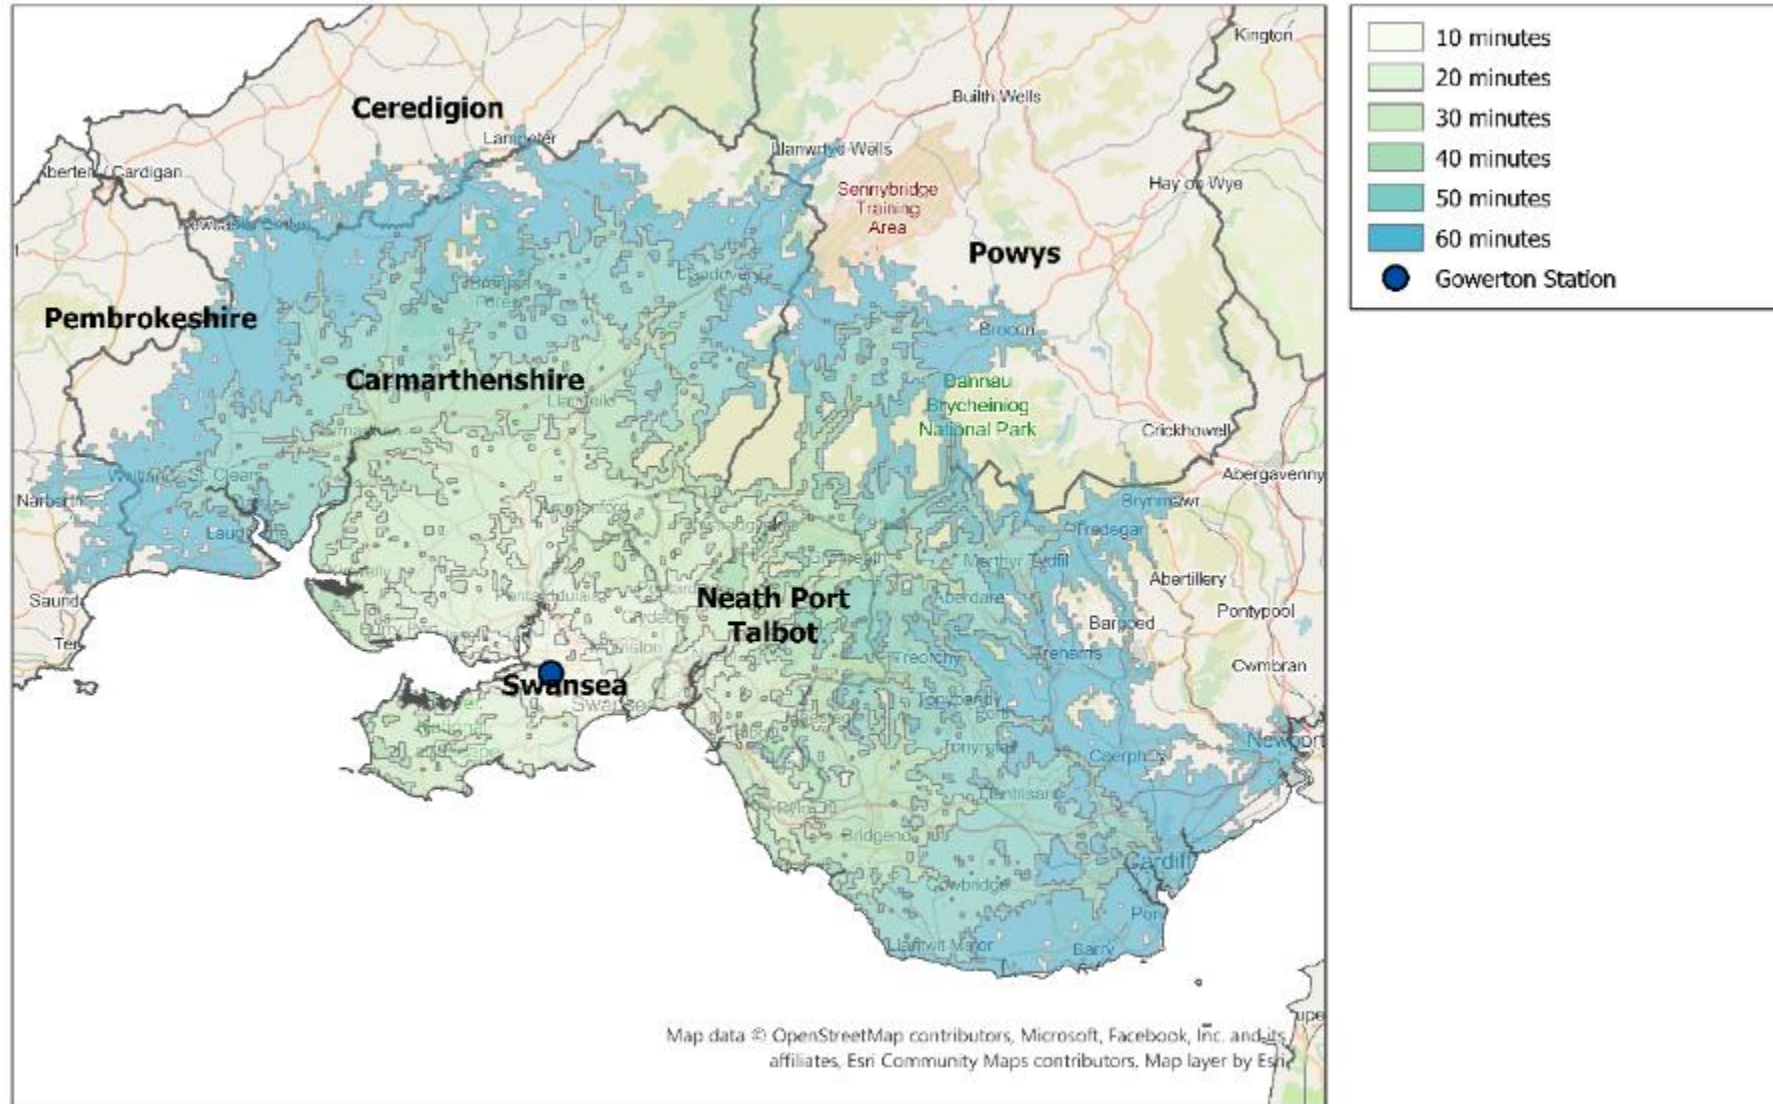 Kington
Builth Wells
Ceredigion
Lampeter
Llanwrtyd Wells
Cardigan
Hay on Wye
Sennybridge
Training
Area
Powys
Pembrokeshire
Brecon
Carmarthenshire
Bannau
Brycheiniog
National Park
Crickhowell
Abergavenny
Narberth
Brynmawr
Tredegar
Merthyr Tydfil
Abertillery
Aberdare
Neath Port
Talbot
Pontypool
Bargoed
Treorchy
Cwmbran
Swansea
Swansea
Tonypandy
Newport
Bridgend
Cardiff
Cowbridge
Llantwit Major
Barry
Map data © OpenStreetMap contributors, Microsoft, Facebook, Inc. and its
affiliates, Esri Community Maps contributors, Map layer by Esri
10 minutes
20 minutes
30 minutes
40 minutes
50 minutes
60 minutes
Gowerton Station